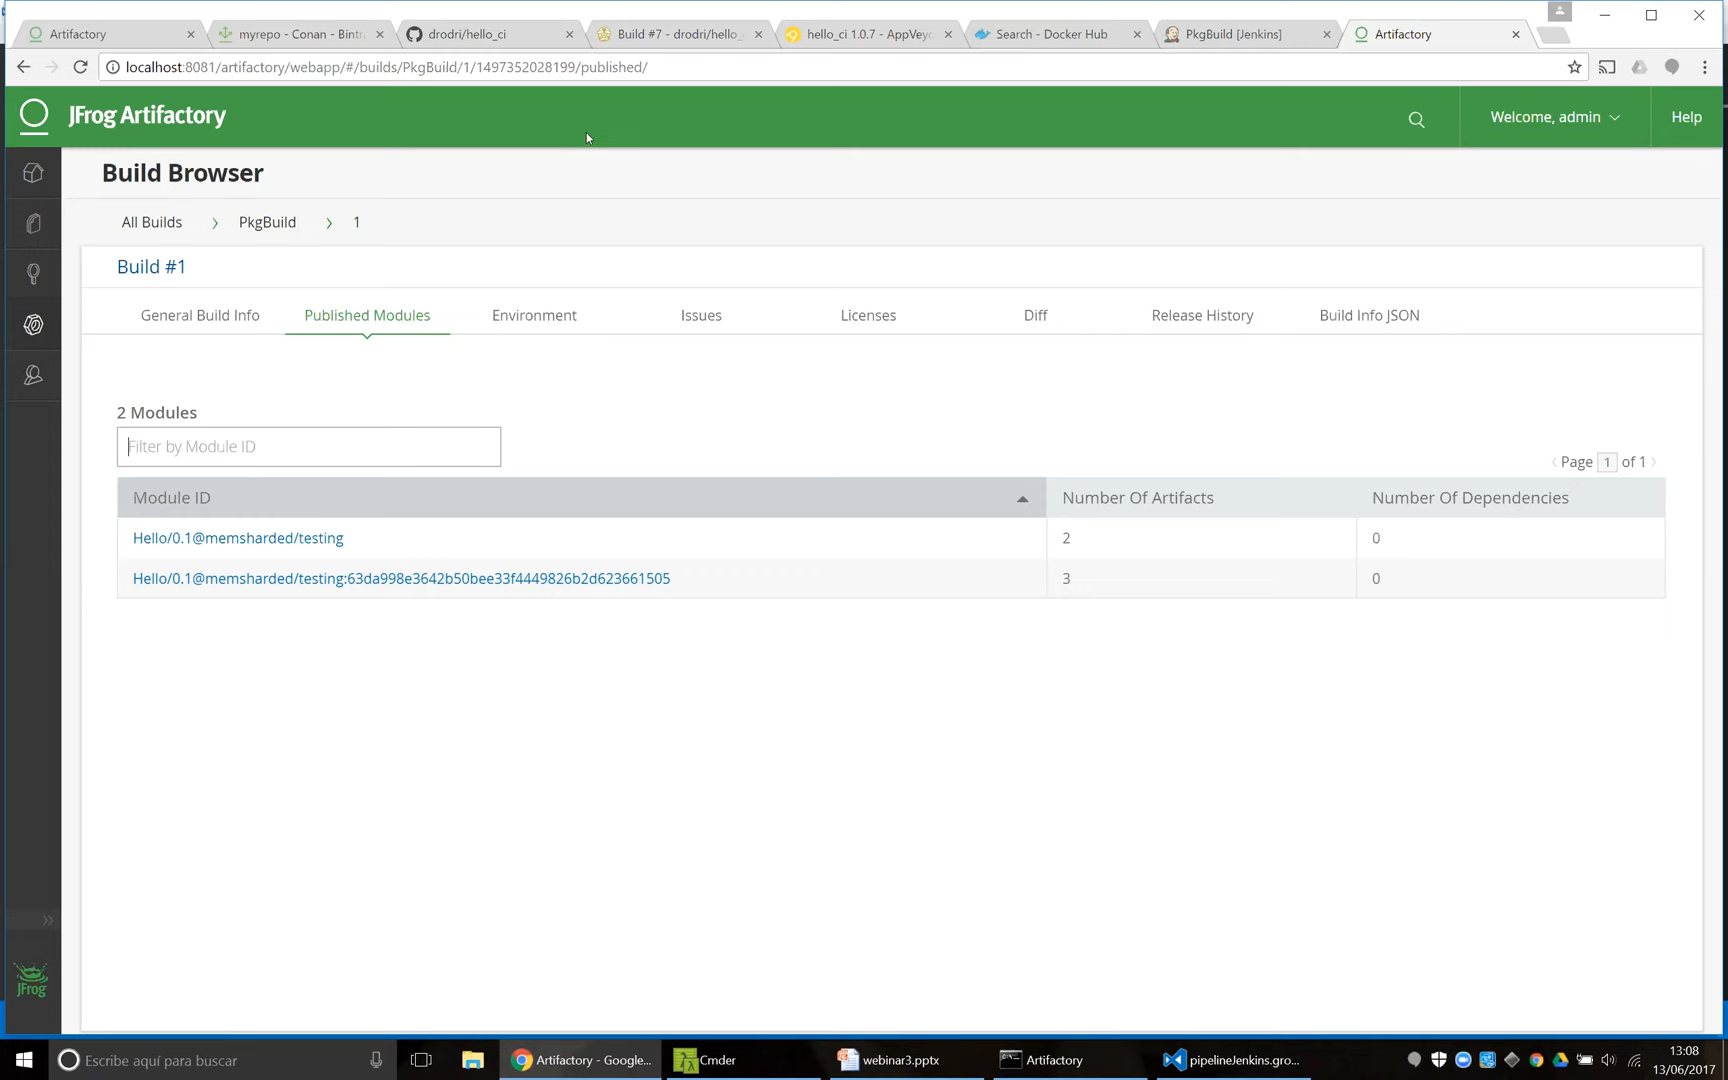 Artifactory
myrepo - Conan - Bintr
drodri/hello_ci
Build #7 - drodri/hello_
hello_ci 1.0.7 - AppVeyo
Search - Docker Hub
PkgBuild [Jenkins]
Artifactory
localhost:8081/artifactory/webapp/#/builds/PkgBuild/1/1497352028199/published/
JFrog Artifactory
Welcome, admin
Help
Build Browser
All Builds > PkgBuild > 1
Build #1
General Build Info
Published Modules
Environment
Issues
Licenses
Diff
Release History
Build Info JSON
2 Modules
Filter by Module ID
Page 1 of 1
Module ID Number Of Artifacts Number Of Dependencies
Hello/0.1@memsharded/testing 2 0
Hello/0.1@memsharded/testing:63da998e3642b50bee33f4449826b2d623661505 3 0
JFrog
Escribe aquí para buscar
Artifactory - Google...
Cmder
webinar3.pptx
Artifactory
pipelineJenkins.gro...
13:08
13/06/2017